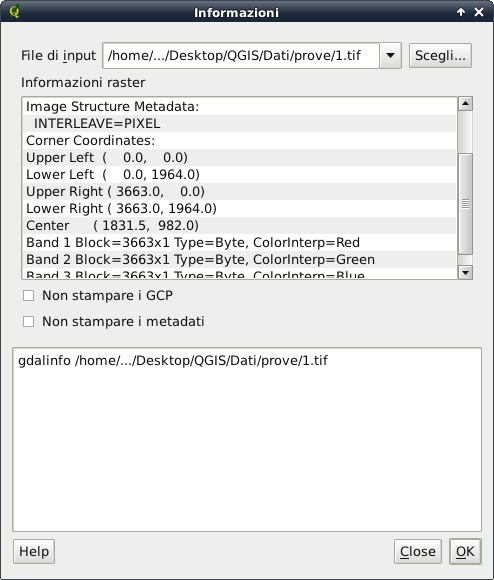 Informazioni
File di input /home/.../Desktop/QGIS/Dati/prove/1.tif Scegli...
Informazioni raster
Image Structure Metadata:
INTERLEAVE=PIXEL
Corner Coordinates:
Upper Left ( 0.0, 0.0)
Lower Left ( 0.0, 1964.0)
Upper Right ( 3663.0, 0.0)
Lower Right ( 3663.0, 1964.0)
Center ( 1831.5, 982.0)
Band 1 Block=3663x1 Type=Byte, ColorInterp=Red
Band 2 Block=3663x1 Type=Byte, ColorInterp=Green
Band 3 Block=3663x1 Type=Byte, ColorInterp=Blue
Non stampare i GCP
Non stampare i metadati
gdalinfo /home/.../Desktop/QGIS/Dati/prove/1.tif
Help Close OK